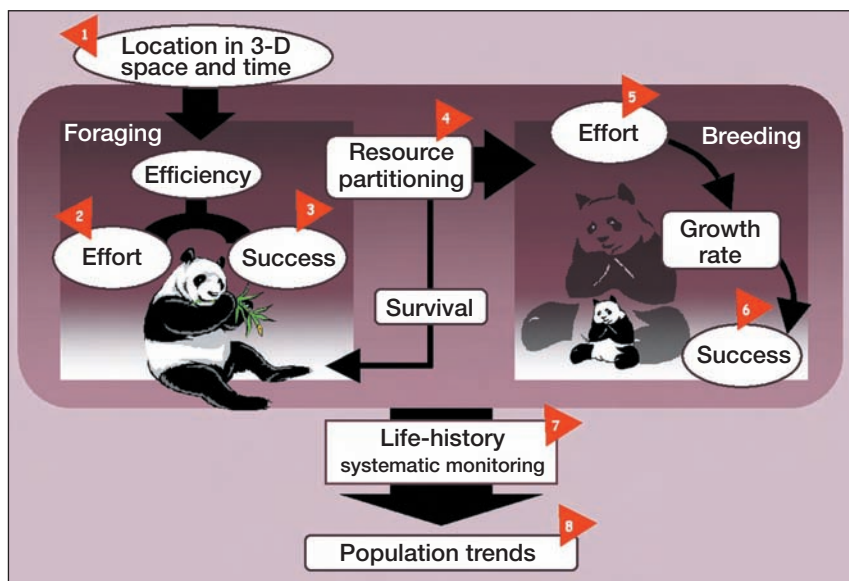 1
Location in 3-D
space and time
Foraging
Efficiency
2
Effort
3
Success
4
Resource
partitioning
Survival
5
Effort
Breeding
Growth
rate
6
Success
7
Life-history
systematic monitoring
8
Population trends